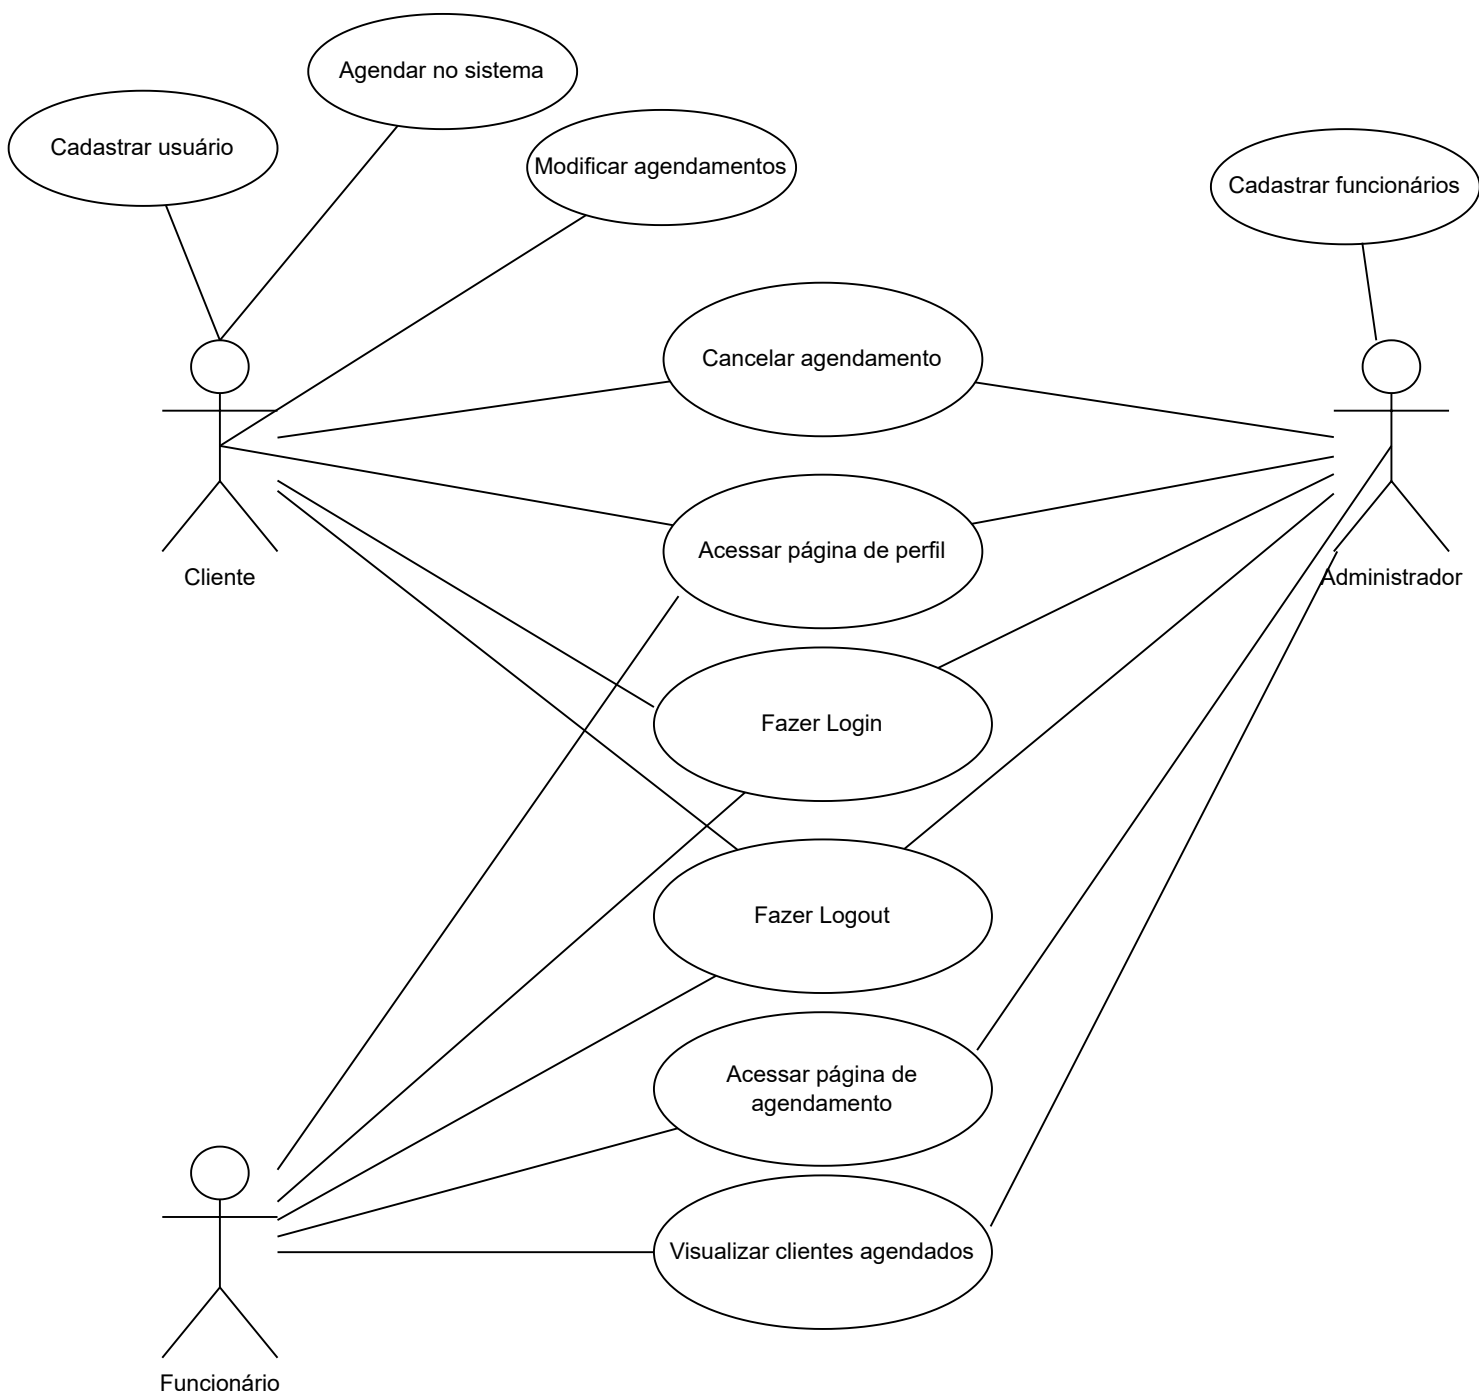 Agendar no sistema
Cadastrar usuário
Modificar agendamentos
Cadastrar funcionários
Cancelar agendamento
Acessar página de perfil
Cliente
Administrador
Fazer Login
Fazer Logout
Acessar página de
agendamento
Visualizar clientes agendados
Funcionário